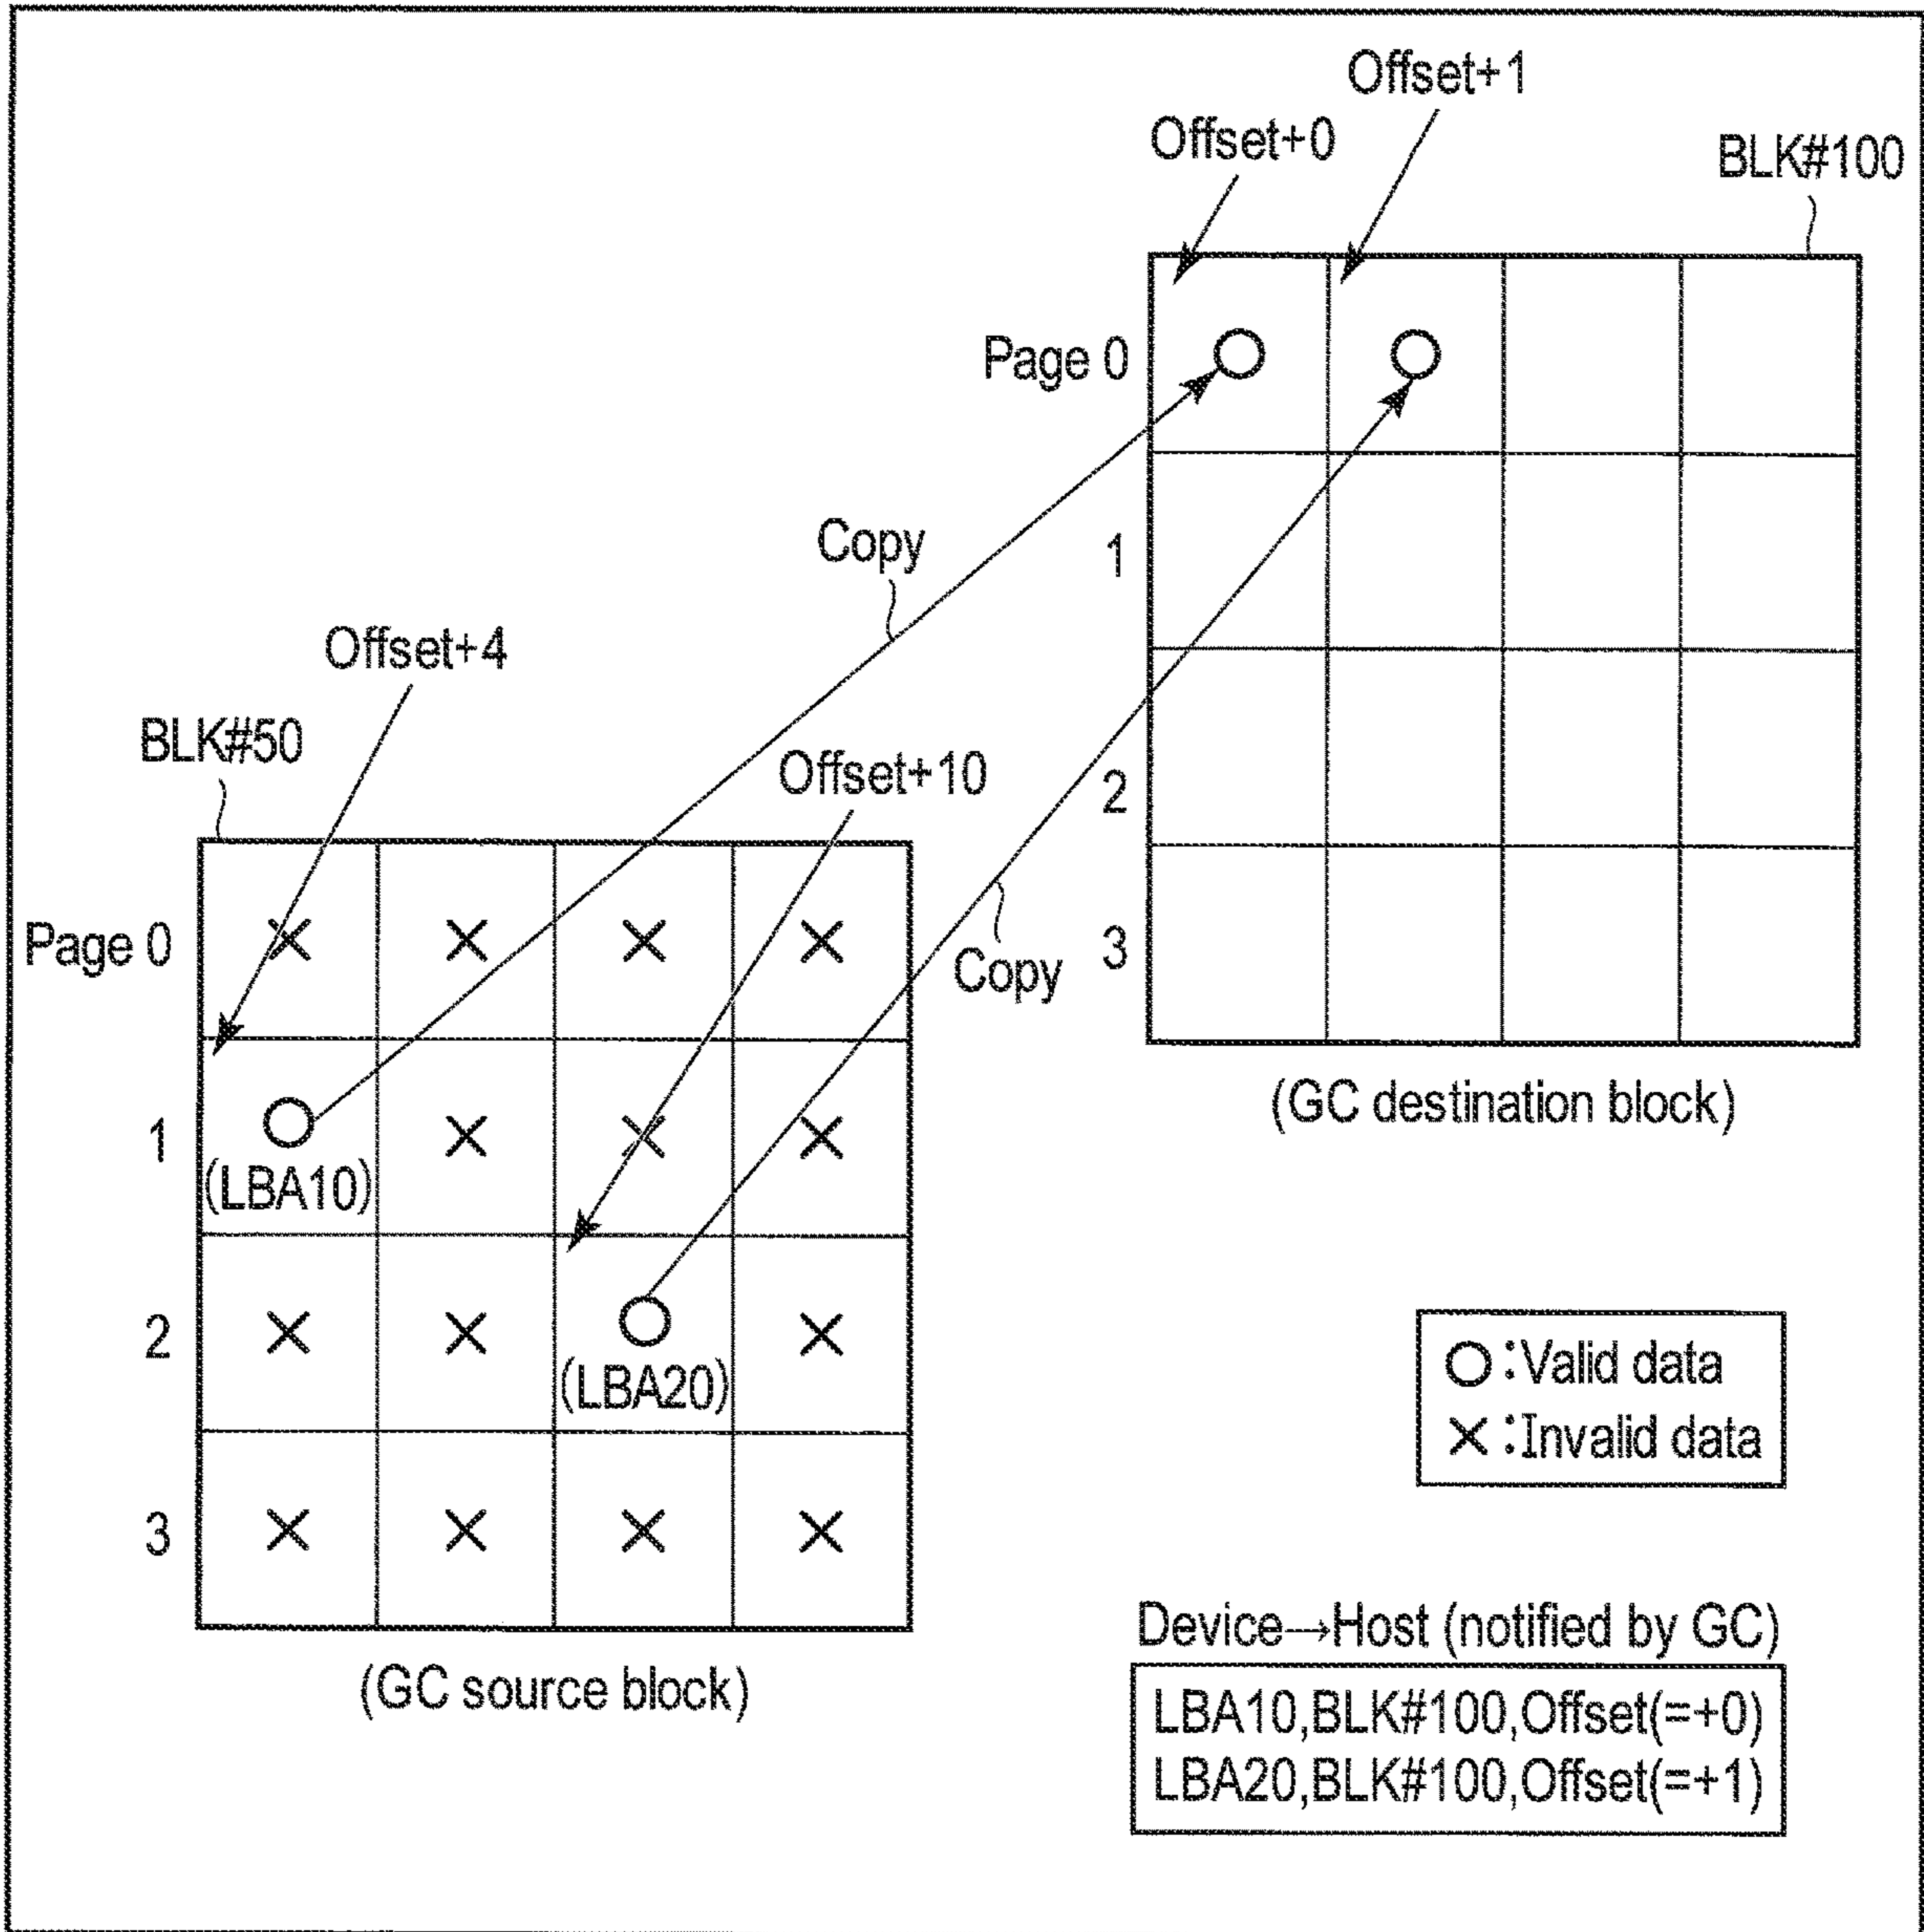 Offset+1
Offset+0
BLK#100
Page 0
1
2
3
Copy
Copy
(GC destination block)
Offset+4
BLK#50
Offset+10
Page 0
1
(LBA10)
2
(LBA20)
3
(GC source block)
○:Valid data
×:Invalid data
Device→Host (notified by GC)
LBA10,BLK#100,Offset(=+0)
LBA20,BLK#100,Offset(=+1)